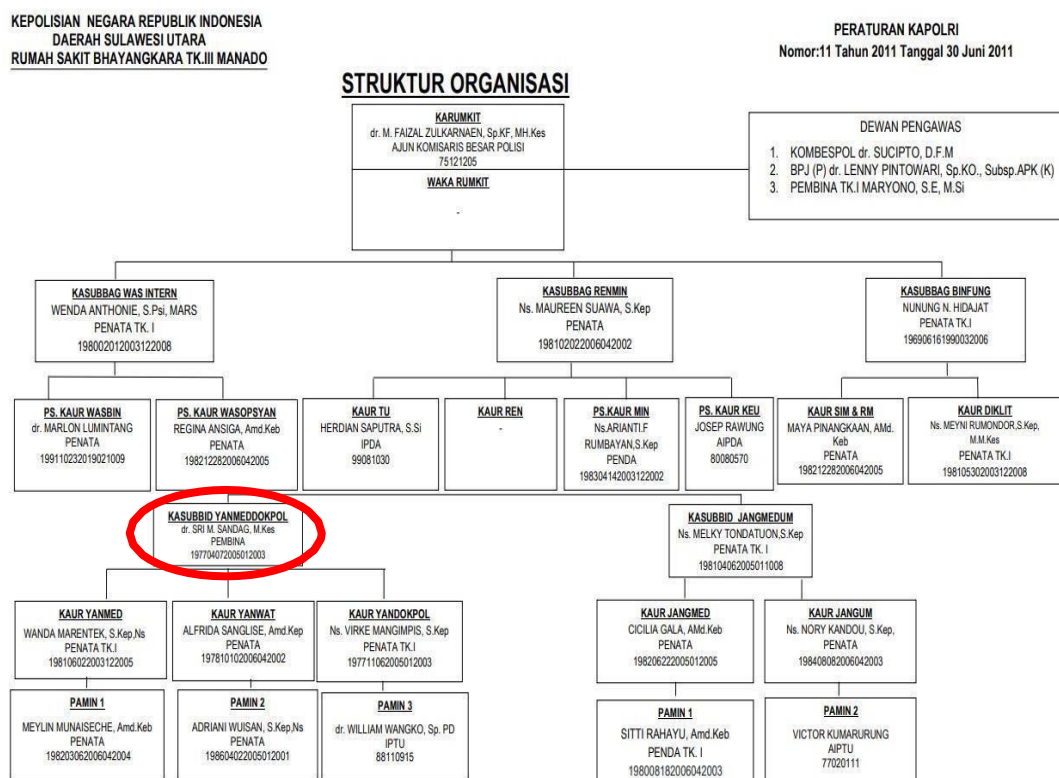 KEPOLISIAN NEGARA REPUBLIK INDONESIA
DAERAH SULAWESI UTARA
RUMAH SAKIT BHAYANGKARA TK.III MANADO
PERATURAN KAPOLRI
Nomor:11 Tahun 2011 Tanggal 30 Juni 2011
STRUKTUR ORGANISASI
KARUMKIT
dr. M. FAIZAL ZULKARNAEN, Sp.KF, MH.Kes
AJUN KOMISARIS BESAR POLISI
75121205
WAKA RUMKIT
-
DEWAN PENGAWAS
1. KOMBESPOL dr. SUCIPTO, D.F.M
2. BPJ (P) dr. LENNY PINTOWARI, Sp.KO., Subsp.APK (K)
3. PEMBINA TK.I MARYONO, S.E, M.Si
KASUBBAG WAS INTERN
WENDA ANTHONIE, S.Psi, MARS
PENATA TK. I
198002012003122008
KASUBBAG RENMIN
Ns. MAUREEN SUAWA, S.Kep
PENATA
198102022006042002
KASUBBAG BINFUNG
NUNUNG N. HIDAJAT
PENATA TK.I
196906161990032006
PS. KAUR WASBIN
dr. MARLON LUMINTANG
PENATA
199110232019021009
PS. KAUR WASOPSYAN
REGINA ANSIGA, Amd.Keb
PENATA
198212282006042005
KAUR TU
HERDIAN SAPUTRA, S.Si
IPDA
99081030
KAUR REN
-
PS.KAUR MIN
Ns.ARIANTI.F
RUMBAYAN,S.Kep
PENDA
198304142003122002
PS. KAUR KEU
JOSEP RAWUNG
AIPDA
80080570
KAUR SIM & RM
MAYA PINANGKAAN, AMd.
Keb
PENATA
198212282006042005
KAUR DIKLIT
Ns. MEYNI RUMONDOR,S.Kep,
M.M.Kes
PENATA TK.I
198105302003122008
KASUBBID YANMEDDOKPOL
dr. SRI M. SANDAG, M.Kes
PEMBINA
197704072005012003
KASUBBID JANGMEDUM
Ns. MELKY TONDATUON,S.Kep
PENATA TK. I
198104062005011008
KAUR YANMED
WANDA MARENTEK, S.Kep,Ns
PENATA TK.I
198106022003122005
KAUR YANWAT
ALFRIDA SANGLISE, Amd.Kep
PENATA
197810102006042002
KAUR YANDOKPOL
Ns. VIRKE MANGIMPIS, S.Kep
PENATA TK.I
197711062005012003
KAUR JANGMED
CICILIA GALA, AMd.Keb
PENATA
198206222005012005
KAUR JANGUM
Ns. NORY KANDOU, S.Kep,
PENATA
198408082006042003
PAMIN 1
MEYLIN MUNAISECHE, Amd.Keb
PENATA
198203062006042004
PAMIN 2
ADRIANI WUISAN, S.Kep,Ns
PENATA
198604022005012001
PAMIN 3
dr. WILLIAM WANGKO, Sp. PD
IPTU
88110915
PAMIN 1
SITTI RAHAYU, Amd.Keb
PENDA TK. I
198008182006042003
PAMIN 2
VICTOR KUMARURUNG
AIPTU
77020111